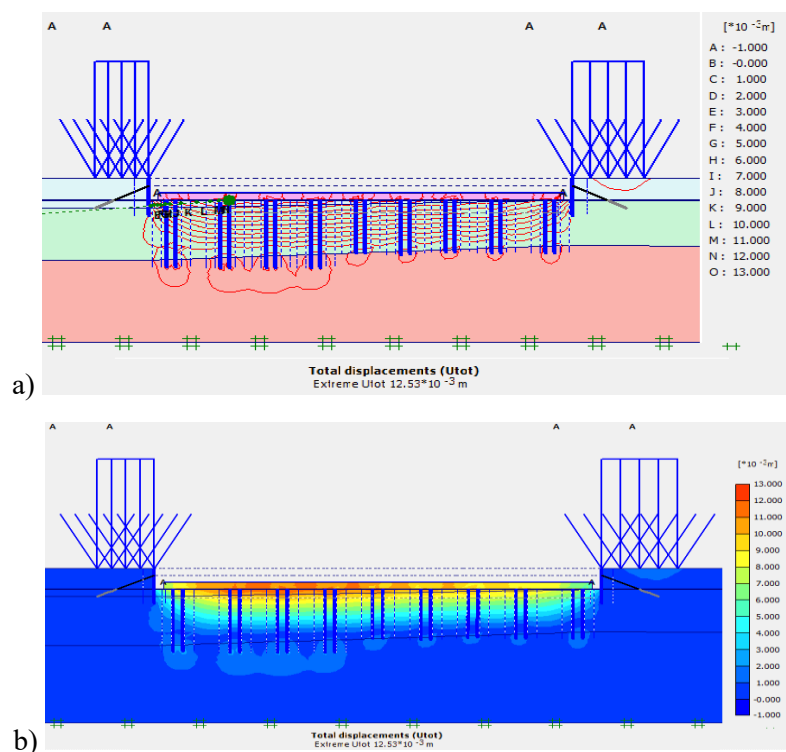 A A A A
[*10 -3m]
A : -1.000
B : -0.000
C : 1.000
D : 2.000
E : 3.000
F : 4.000
G : 5.000
H : 6.000
I : 7.000
J : 8.000
K : 9.000
L : 10.000
M : 11.000
N : 12.000
O : 13.000
A A
K L
Total displacements (Utot)
Extreme Utot 12.53*10 -3 m
a)
A A A A
[*10 -3m]
13.000
12.000
11.000
10.000
9.000
8.000
7.000
6.000
5.000
4.000
3.000
2.000
1.000
-0.000
-1.000
A A
Total displacements (Utot)
Extreme Utot 12.53*10 -3 m
b)